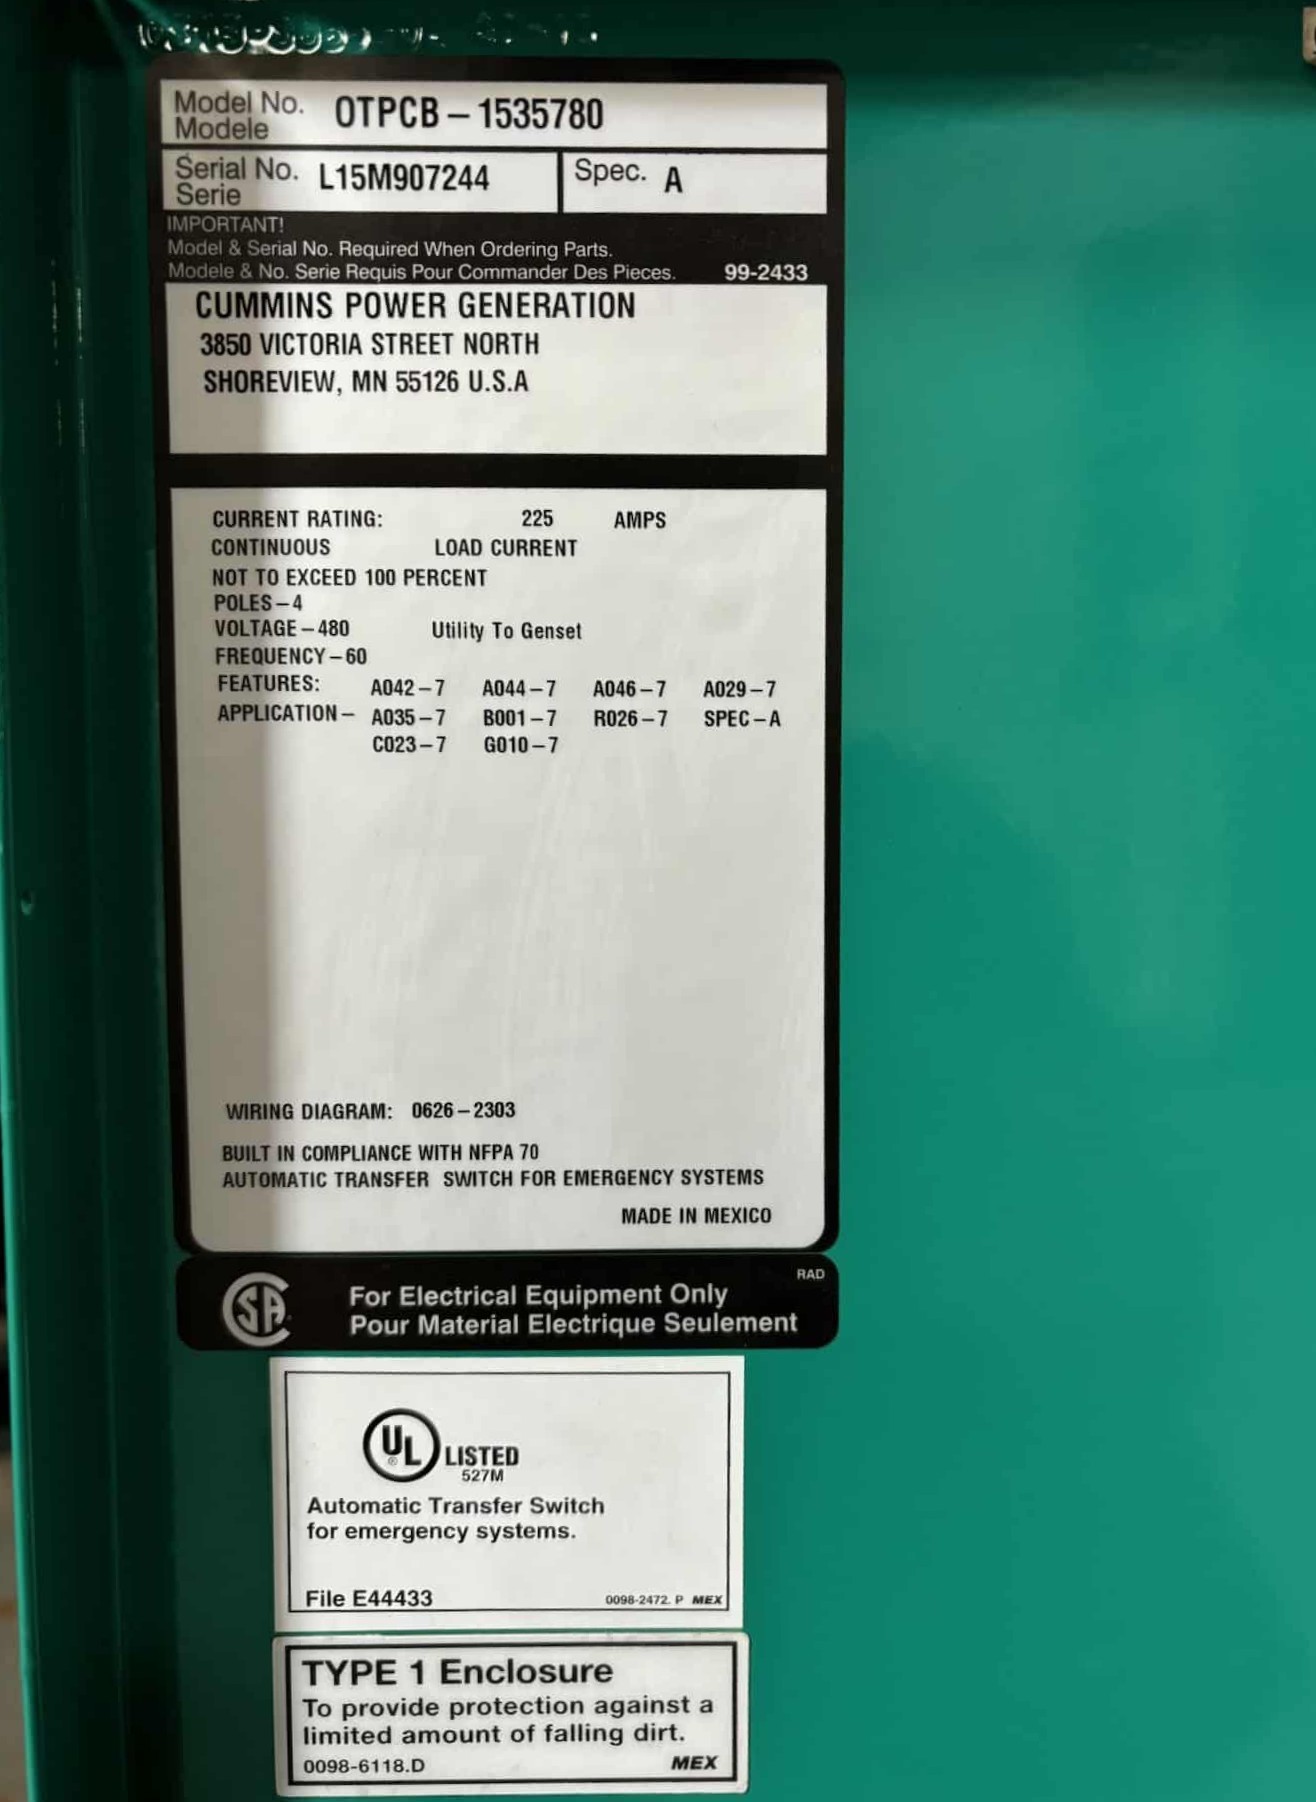 Model No. OTPCB-1535780
Modele
Serial No. L15M907244 Spec. A
Serie
IMPORTANT!
Model & Serial No. Required When Ordering Parts.
Modele & No. Serie Requis Pour Commander Des Pieces. 99-2433
CUMMINS POWER GENERATION
3850 VICTORIA STREET NORTH
SHOREVIEW, MN 55126 U.S.A
CURRENT RATING: 225 AMPS
CONTINUOUS LOAD CURRENT
NOT TO EXCEED 100 PERCENT
POLES-4
VOLTAGE-480 Utility To Genset
FREQUENCY-60
FEATURES: A042-7 A044-7 A046-7 A029-7
APPLICATION- A035-7 B001-7 R026-7 SPEC-A
C023-7 G010-7
WIRING DIAGRAM: 0626-2303
BUILT IN COMPLIANCE WITH NFPA 70
AUTOMATIC TRANSFER SWITCH FOR EMERGENCY SYSTEMS
MADE IN MEXICO
RAD
SA For Electrical Equipment Only
Pour Material Electrique Seulement
UL ® LISTED
527M
Automatic Transfer Switch
for emergency systems.
File E44433 0098-2472. P MEX
TYPE 1 Enclosure
To provide protection against a
limited amount of falling dirt.
0098-6118.D MEX